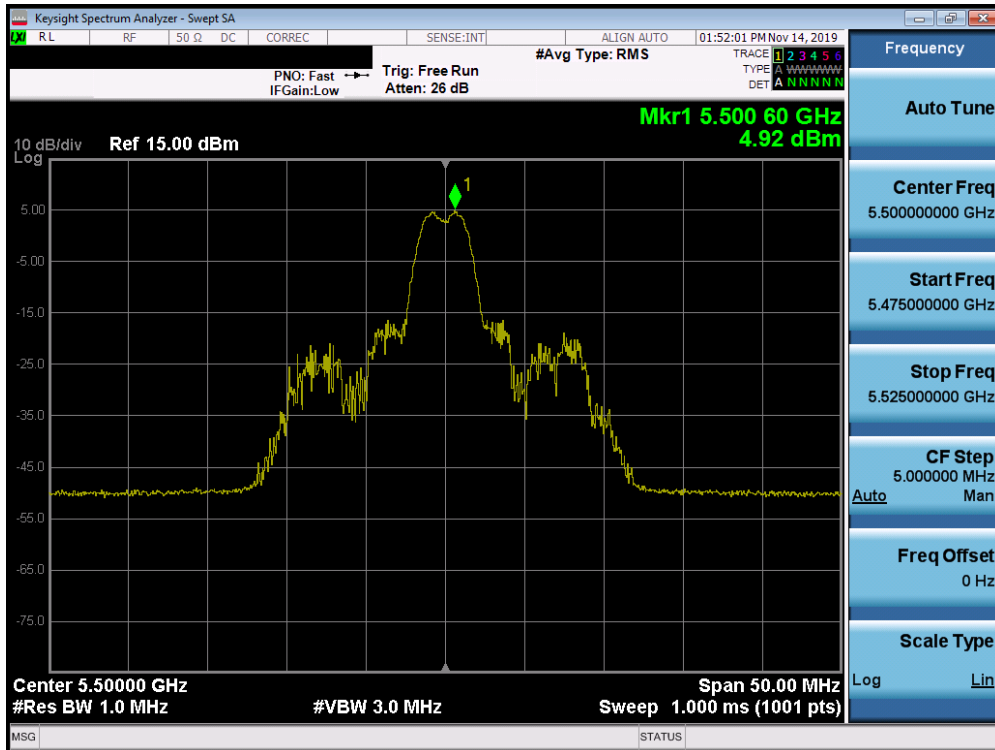 Keysight Spectrum Analyzer - Swept SA
LXI RL RF 50 Ω DC CORREC SENSE:INT ALIGN AUTO 01:52:01 PM Nov 14, 2019
#Avg Type: RMS TRACE 1 2 3 4 5 6
PNO: Fast Trig: Free Run TYPE A WWWWW
IFGain:Low Atten: 26 dB DET A N N N N N
Mkr1 5.500 60 GHz
4.92 dBm
10 dB/div Ref 15.00 dBm
Log
1
5.00
-5.00
-15.0
-25.0
-35.0
-45.0
-55.0
-65.0
-75.0
Center 5.50000 GHz Span 50.00 MHz
#Res BW 1.0 MHz #VBW 3.0 MHz Sweep 1.000 ms (1001 pts)
MSG STATUS
Frequency
Auto Tune
Center Freq
5.500000000 GHz
Start Freq
5.475000000 GHz
Stop Freq
5.525000000 GHz
CF Step
5.000000 MHz
Auto Man
Freq Offset
0 Hz
Scale Type
Log Lin